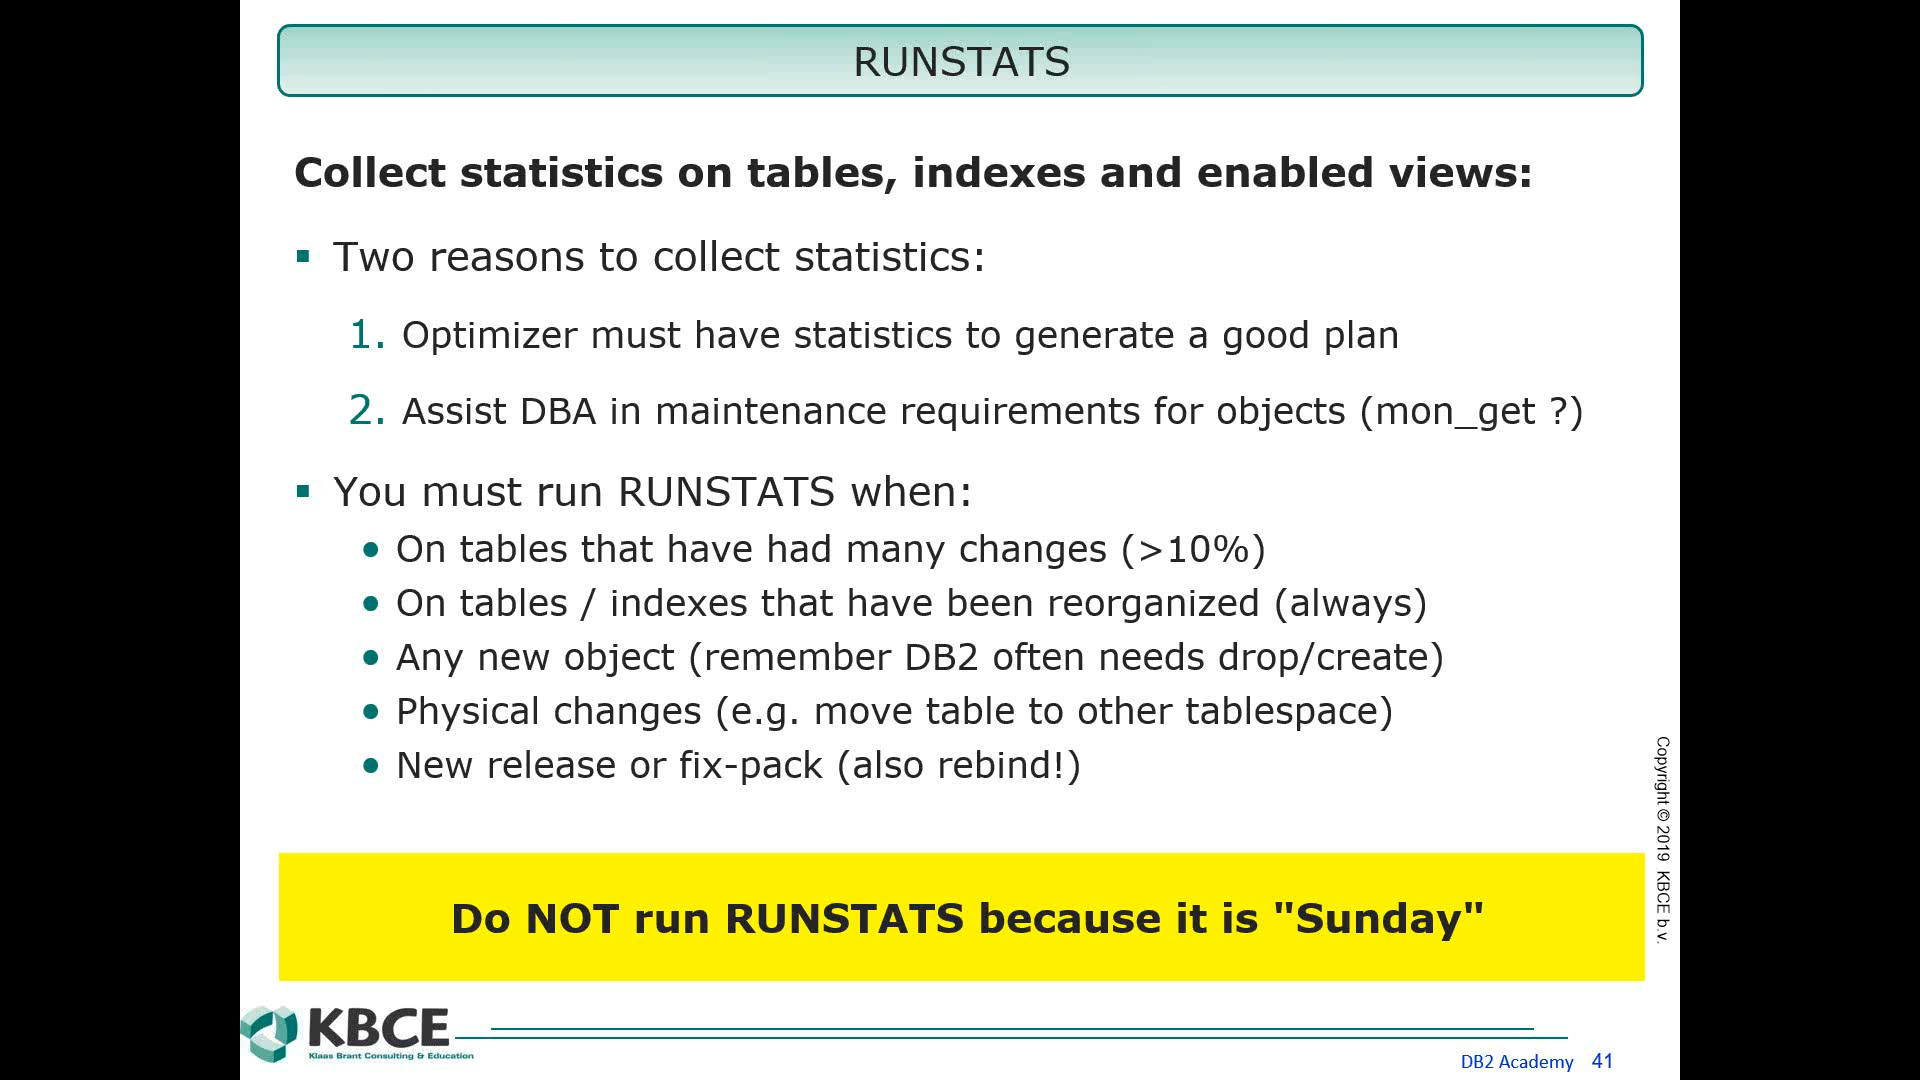 RUNSTATS
Collect statistics on tables, indexes and enabled views:
▪ Two reasons to collect statistics:
1. Optimizer must have statistics to generate a good plan
2. Assist DBA in maintenance requirements for objects (mon_get ?)
▪ You must run RUNSTATS when:
• On tables that have had many changes (>10%)
• On tables / indexes that have been reorganized (always)
• Any new object (remember DB2 often needs drop/create)
• Physical changes (e.g. move table to other tablespace)
• New release or fix-pack (also rebind!)
Do NOT run RUNSTATS because it is "Sunday"
Copyright © 2019 KBCE b.v.
KBCE
Klaas Brant Consulting & Education
DB2 Academy 41